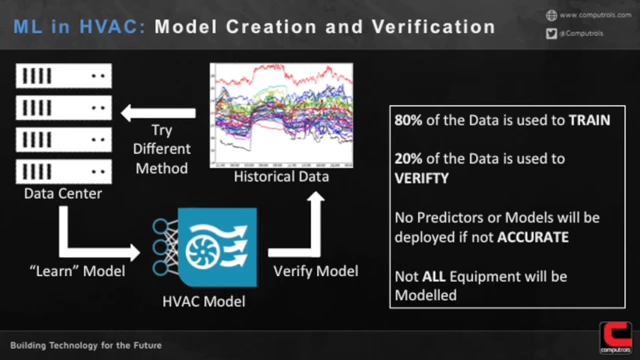 www.computrols.com
@Computrols
ML in HVAC: Model Creation and Verification
Try
Different
Method
Historical Data
Data Center
"Learn" Model
Verify Model
HVAC Model
80% of the Data is used to TRAIN
20% of the Data is used to
VERIFTY
No Predictors or Models will be
deployed if not ACCURATE
Not ALL Equipment will be
Modelled
Building Technology for the Future
computrols